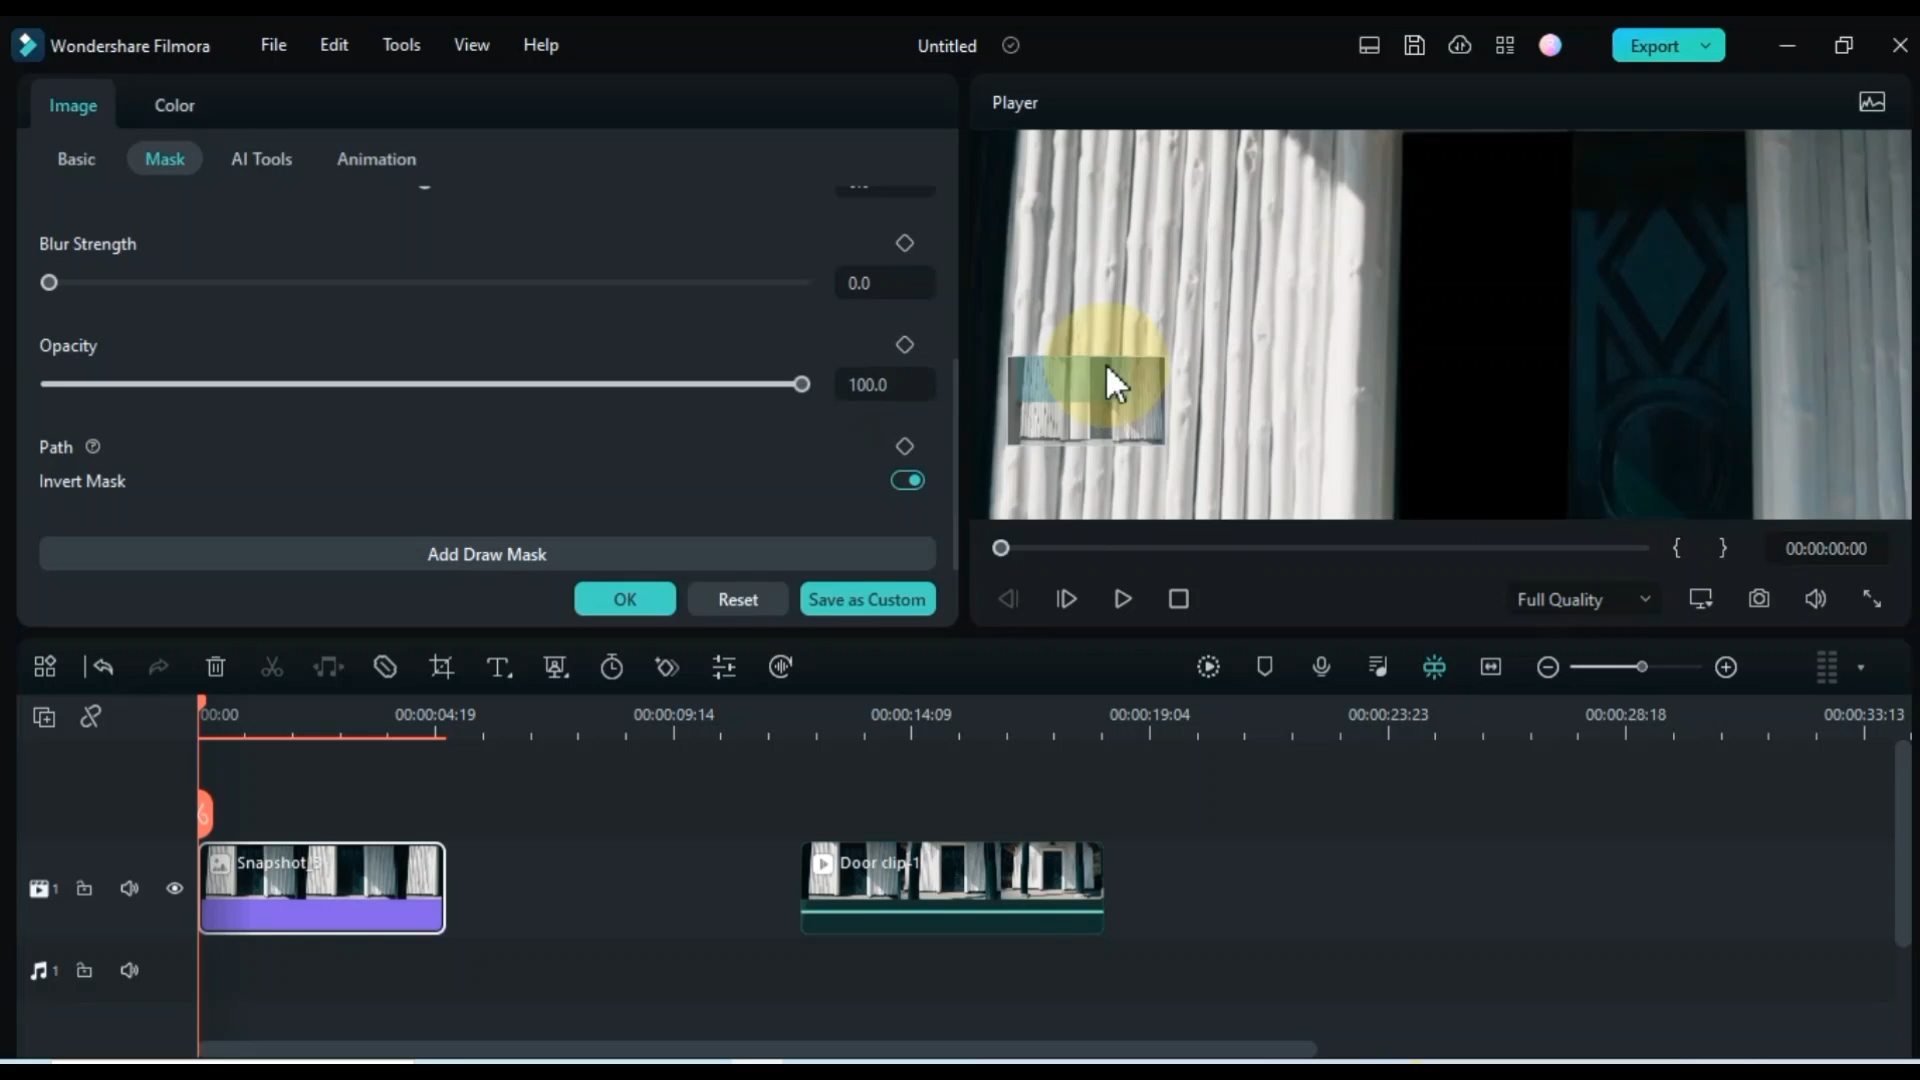 Wondershare Filmora File Edit Tools View Help Untitled Export
Image Color
Player
Basic Mask AI Tools Animation
Blur Strength
0.0
Opacity
100.0
Path
Invert Mask
Add Draw Mask
OK Reset Save as Custom
{ } 00:00:00:00
Full Quality
00:00 00:00:04:19 00:00:09:14 00:00:14:09 00:00:19:04 00:00:23:23 00:00:28:18 00:00:33:13
Door clip-1
1
1